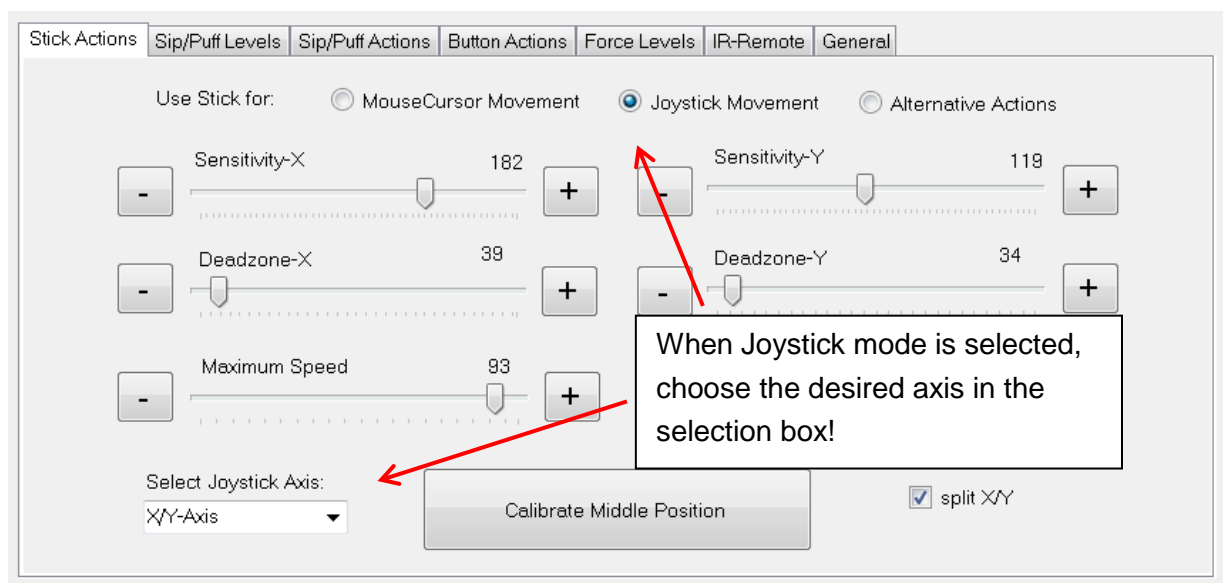 Stick Actions Sip/Puff Levels Sip/Puff Actions Button Actions Force Levels IR-Remote General
Use Stick for: MouseCursor Movement Joystick Movement Alternative Actions
Sensitivity-X 182 Sensitivity-Y 119
- + - +
Deadzone-X 39 Deadzone-Y 34
- + - +
Maximum Speed 93
- +
When Joystick mode is selected,
choose the desired axis in the
selection box!
Select Joystick Axis:
X/Y-Axis
Calibrate Middle Position
split X/Y